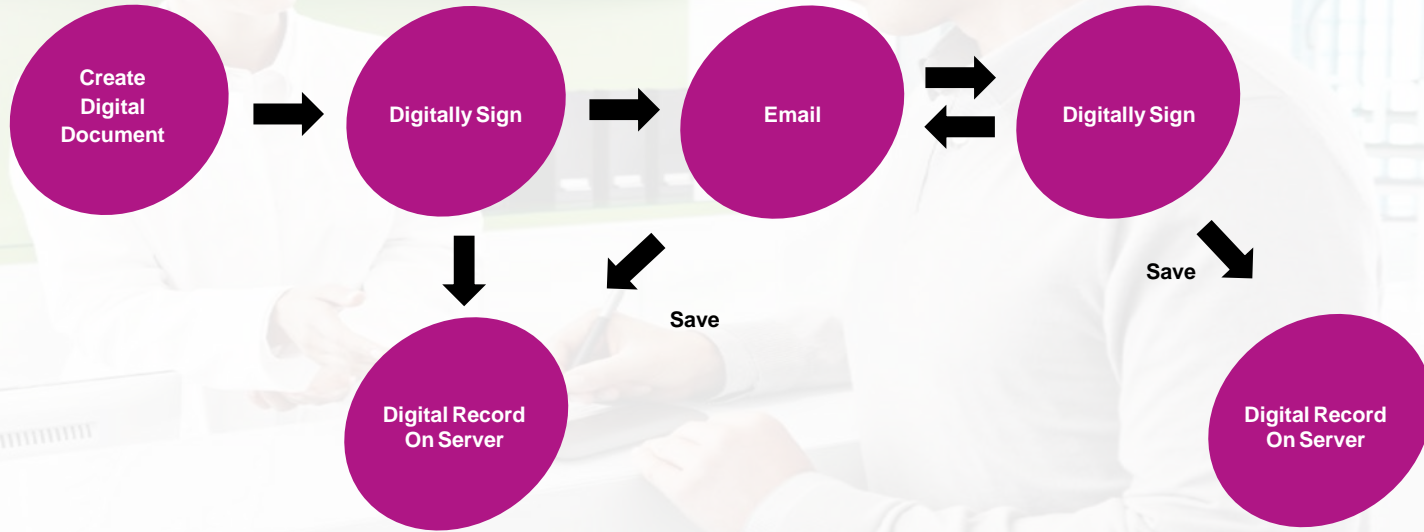 Create
Digital
Document
Digitally Sign
Email
Digitally Sign
Save
Save
Digital Record
On Server
Digital Record
On Server